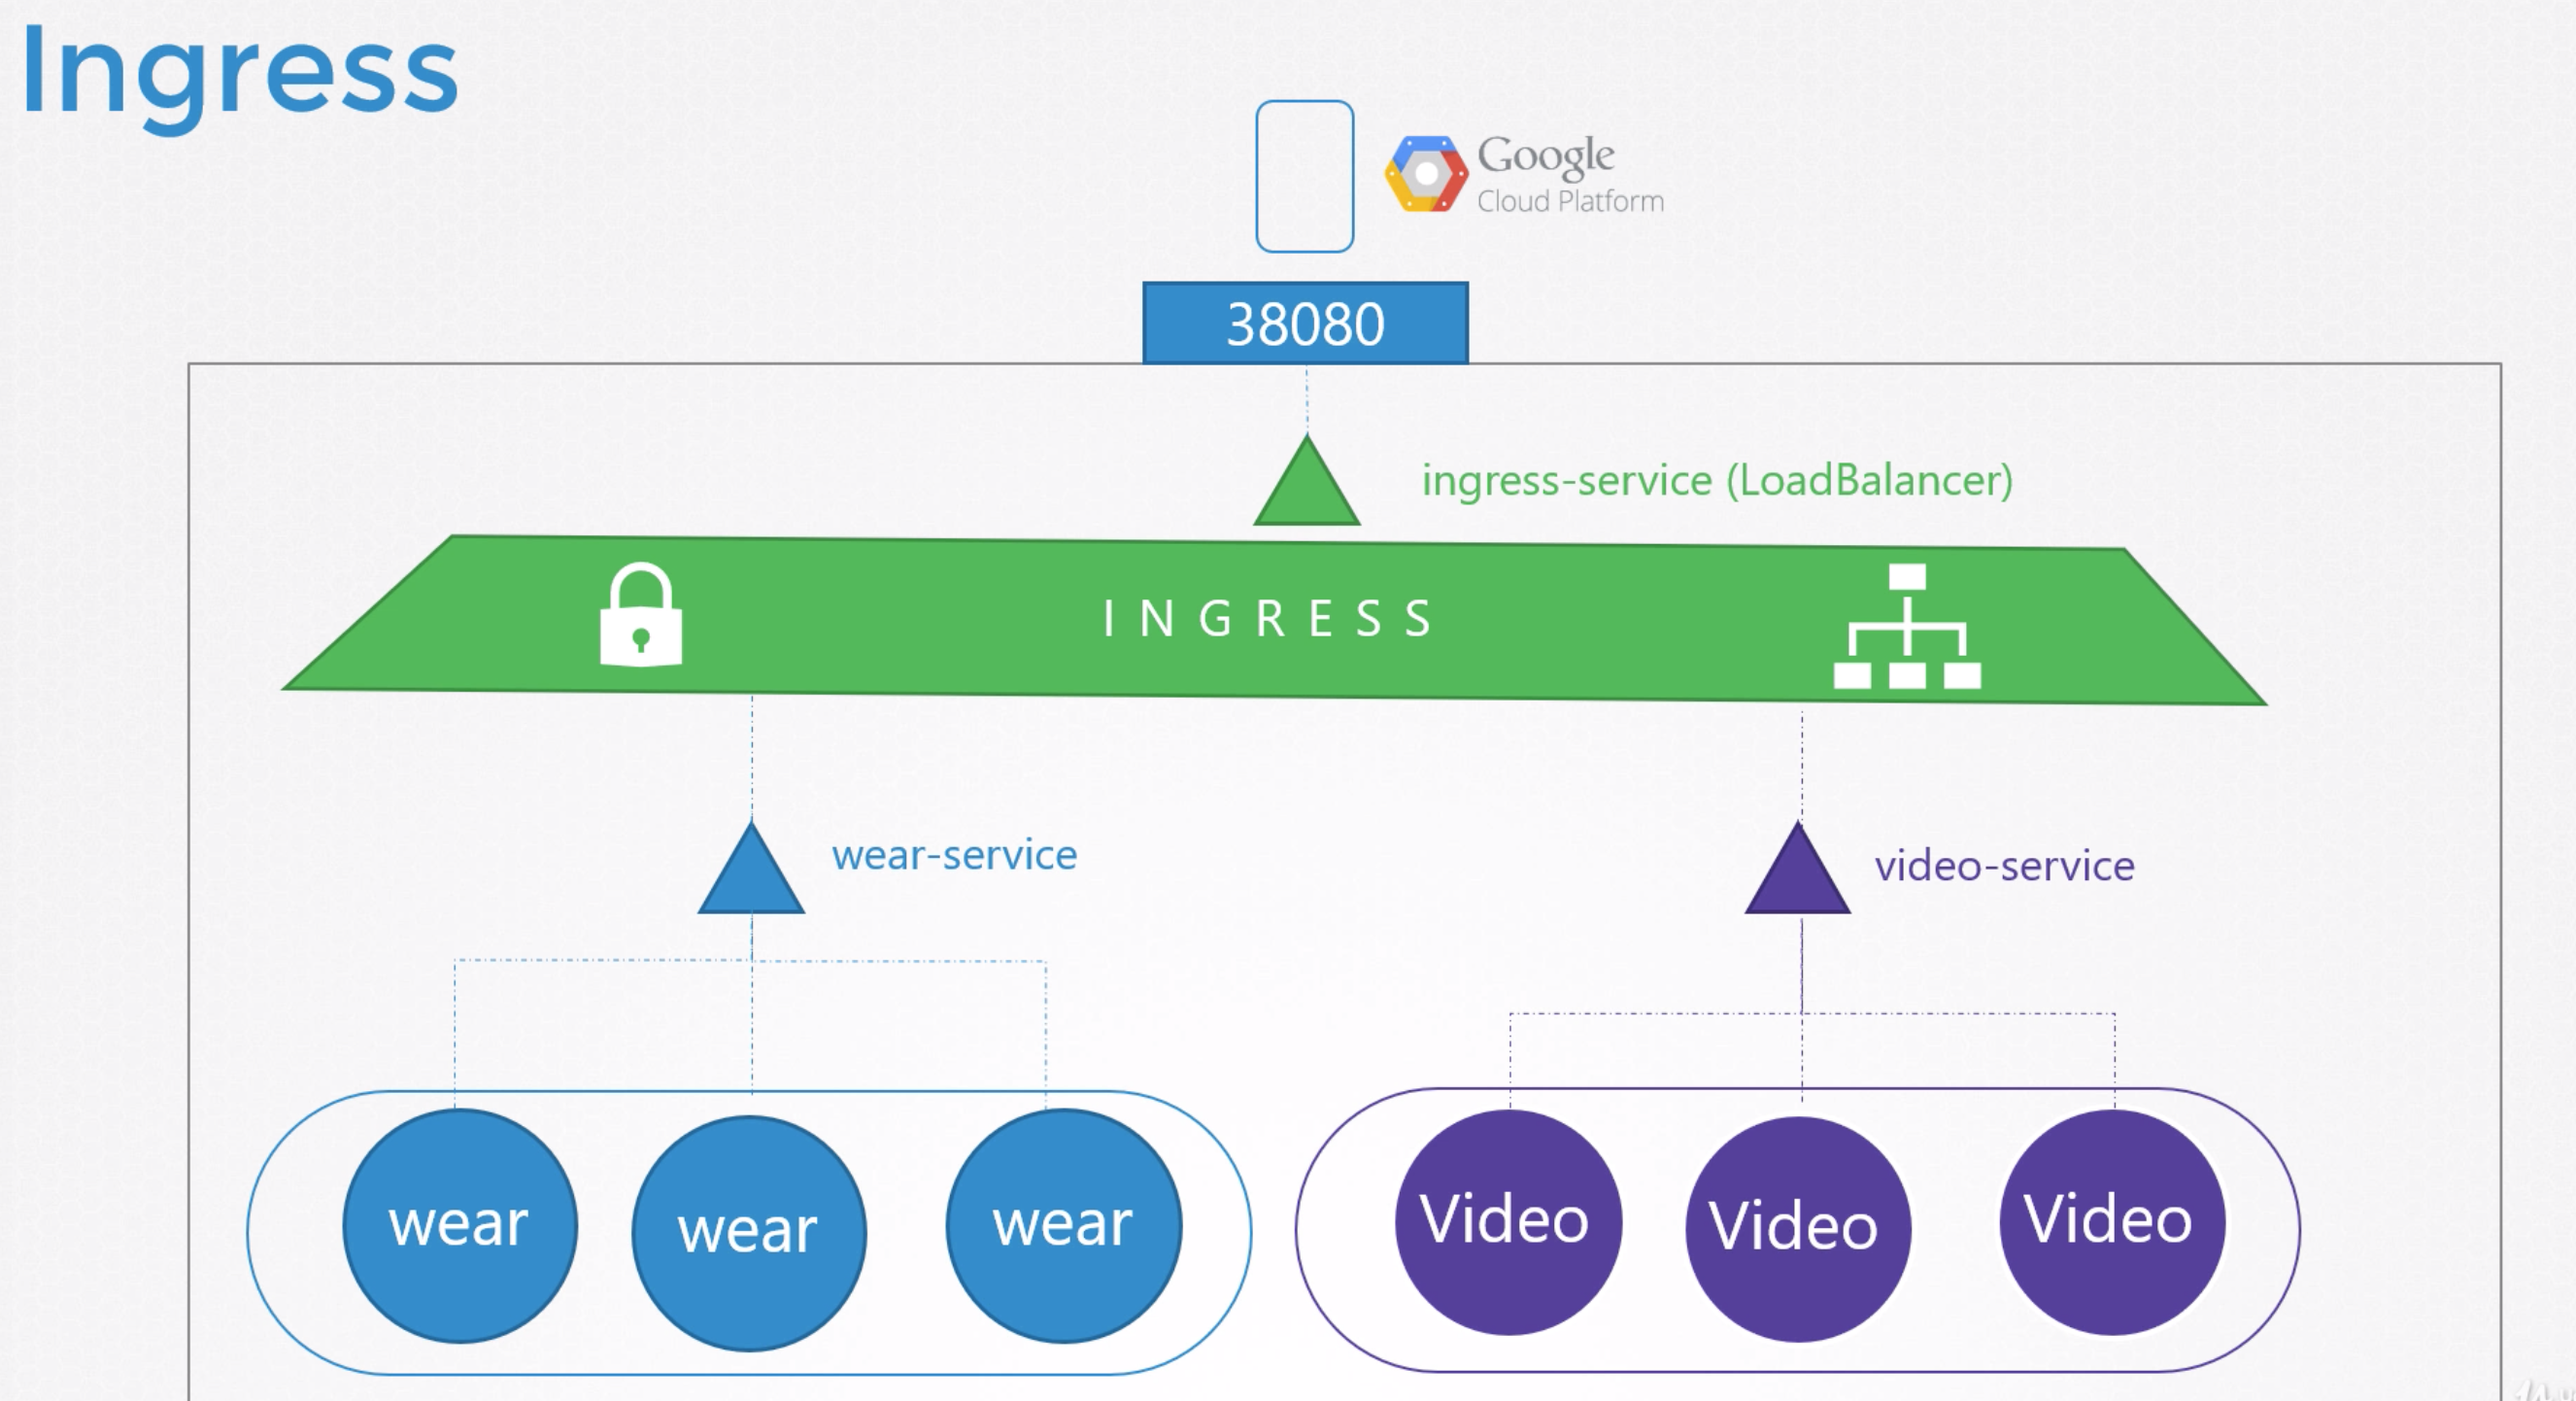 Ingress
Google
Cloud Platform
38080
ingress-service (LoadBalancer)
INGRESS
wear-service
video-service
wear
wear
wear
Video
Video
Video